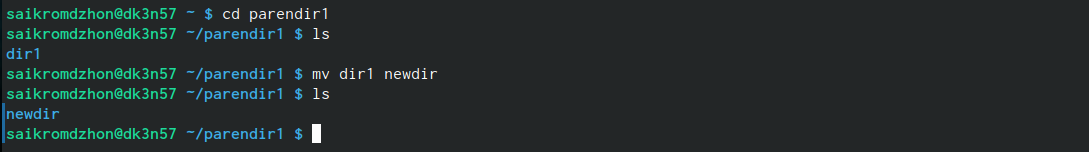 saikromdzhon@dk3n57 ~ $ cd parendir1
saikromdzhon@dk3n57 ~/parendir1 $ ls
dir1
saikromdzhon@dk3n57 ~/parendir1 $ mv dir1 newdir
saikromdzhon@dk3n57 ~/parendir1 $ ls
newdir
saikromdzhon@dk3n57 ~/parendir1 $